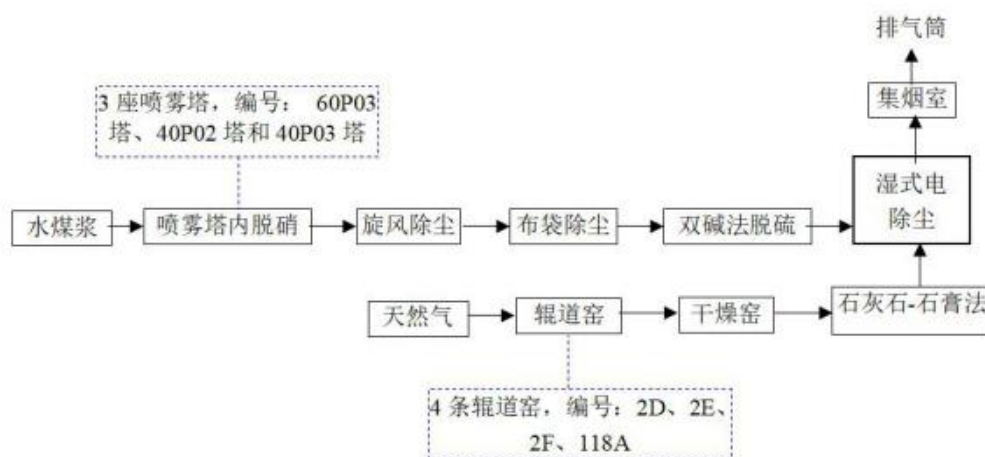 排气筒
集烟室
3 座喷雾塔，编号： 60P03
塔、40P02 塔和 40P03 塔
湿式电
除尘
水煤浆
喷雾塔内脱硝
旋风除尘
布袋除尘
双碱法脱硫
天然气
辊道窑
干燥窑
石灰石-石膏法
4 条辊道窑，编号：2D、2E、
2F、118A